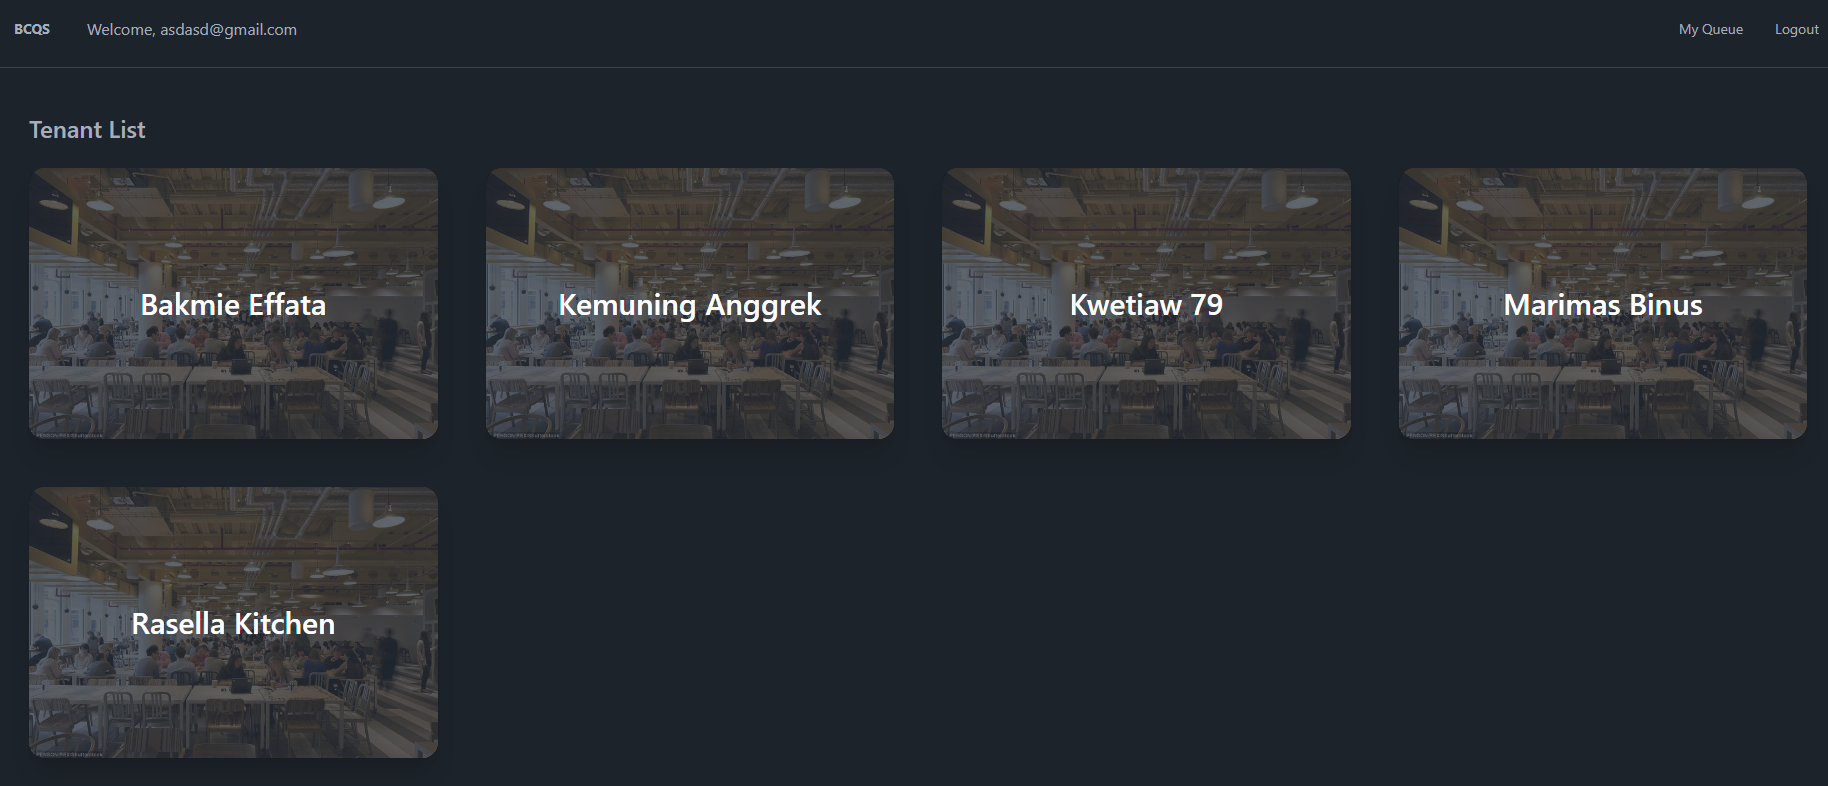 BCQS Welcome, asdasd@gmail.com My Queue Logout
Tenant List
Bakmie Effata
Kemuning Anggrek
Kwetiaw 79
Marimas Binus
Rasella Kitchen